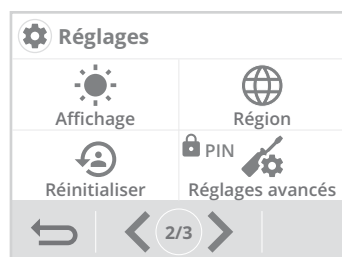 Réglages
Affichage
Région
PIN
Réinitialiser
Réglages avancés
2/3